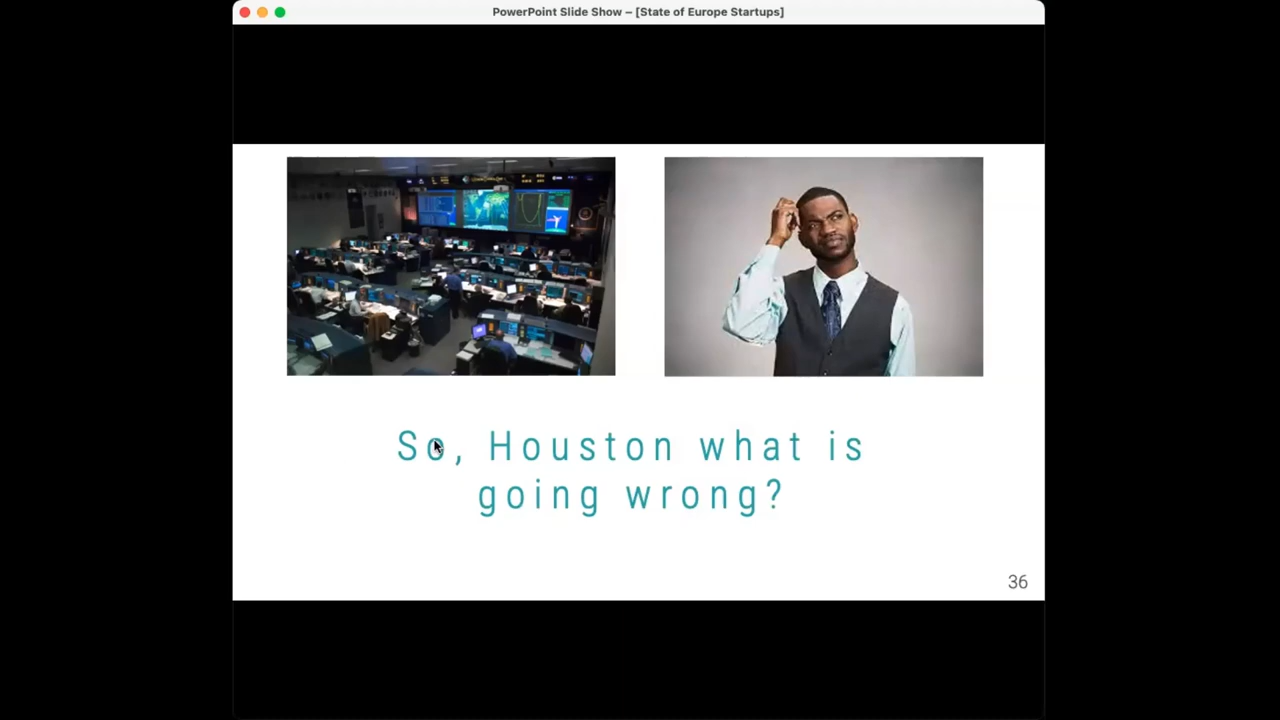 PowerPoint Slide Show – [State of Europe Startups]
So, Houston what is
going wrong?
36